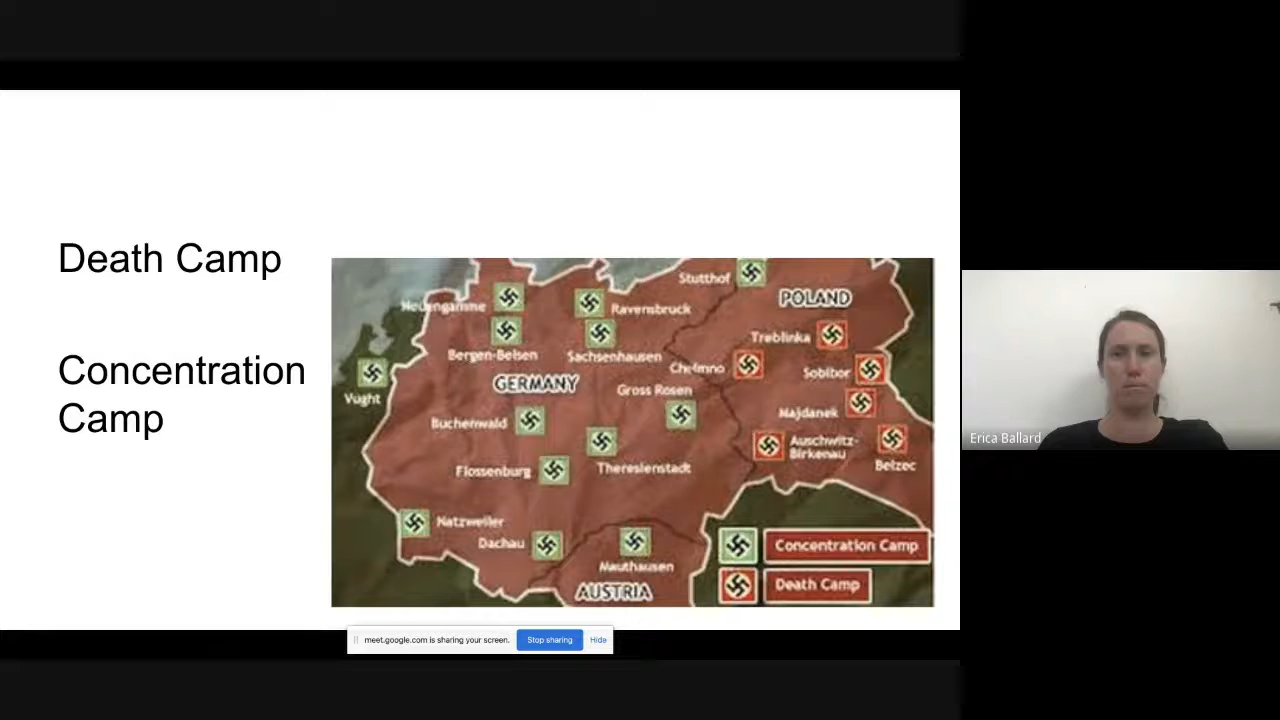 Death Camp
Concentration
Camp
Stutthof
POLAND
Neuengamme
Ravensbruck
Treblinka
Bergen-Belsen
Sachsenhausen
Chelmno
Sobibor
GERMANY
Gross Rosen
Vught
Majdanek
Buchenwald
Auschwitz-
Birkenau
Belzec
Theresienstadt
Flossenburg
Natzweiler
Dachau
Concentration Camp
Mauthausen
Death Camp
AUSTRIA
Erica Ballard
meet.google.com is sharing your screen.
Stop sharing
Hide